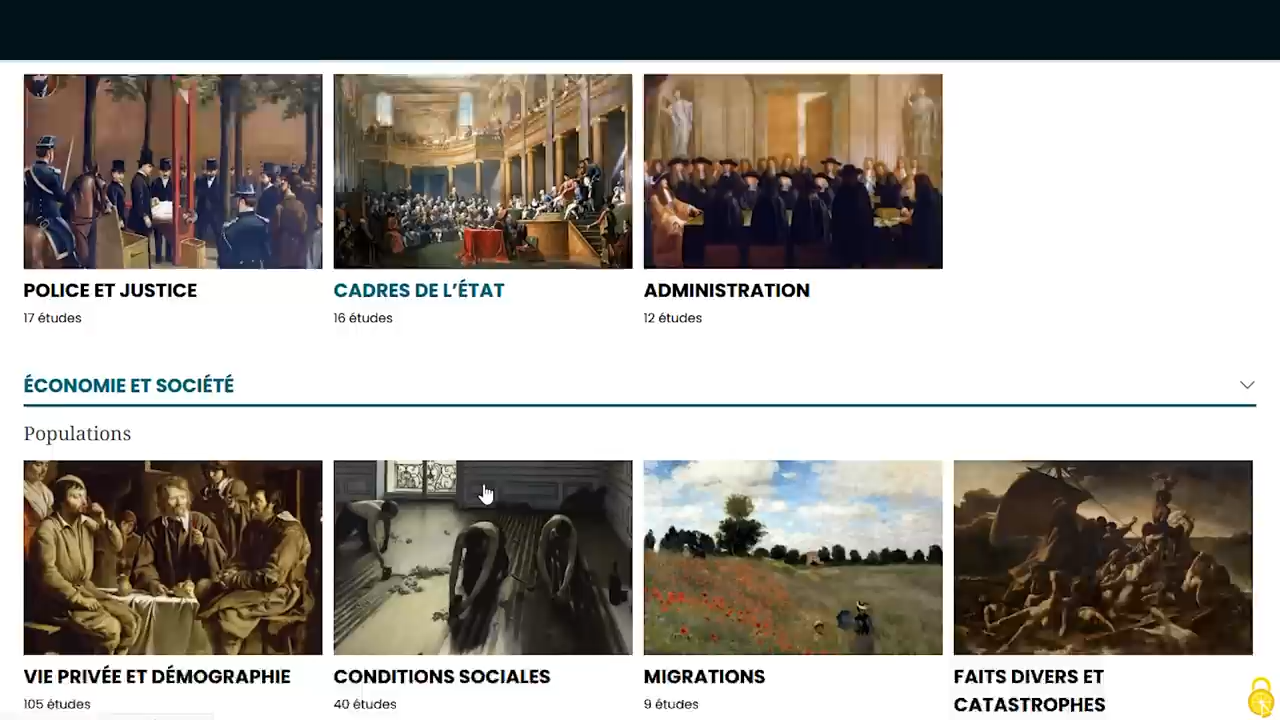 POLICE ET JUSTICE
17 études
CADRES DE L’ÉTAT
16 études
ADMINISTRATION
12 études
ÉCONOMIE ET SOCIÉTÉ
Populations
VIE PRIVÉE ET DÉMOGRAPHIE
105 études
CONDITIONS SOCIALES
40 études
MIGRATIONS
9 études
FAITS DIVERS ET
CATASTROPHES